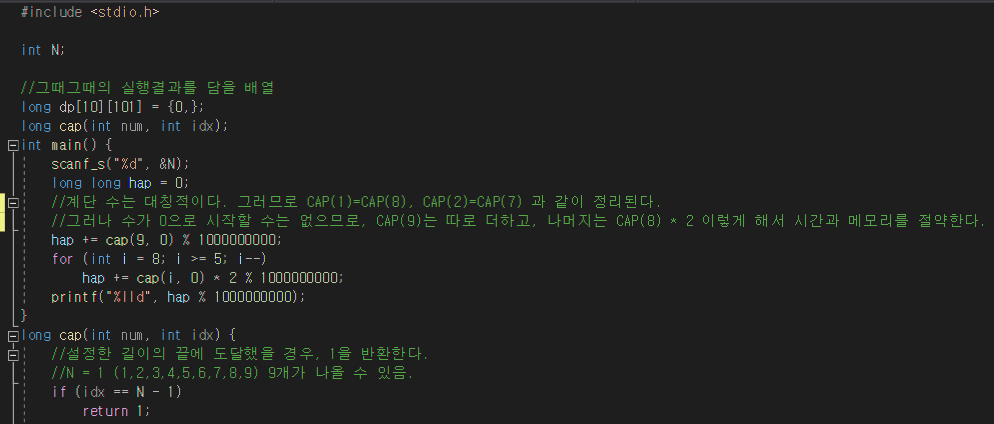 #include <stdio.h>
int N;
//그때그때의 실행결과를 담을 배열
long dp[10][101] = {0,};
long cap(int num, int idx);
int main() {
scanf_s("%d", &N);
long long hap = 0;
//계단 수는 대칭적이다. 그러므로 CAP(1)=CAP(8), CAP(2)=CAP(7) 과 같이 정리된다.
//그러나 수가 0으로 시작할 수는 없으므로, CAP(9)는 따로 더하고, 나머지는 CAP(8) * 2 이렇게 해서 시간과 메모리를 절약한다.
hap += cap(9, 0) % 1000000000;
for (int i = 8; i >= 5; i--)
hap += cap(i, 0) * 2 % 1000000000;
printf("%lld", hap % 1000000000);
}
long cap(int num, int idx) {
//설정한 길이의 끝에 도달했을 경우, 1을 반환한다.
//N = 1 (1,2,3,4,5,6,7,8,9) 9개가 나올 수 있음.
if (idx == N - 1)
return 1;